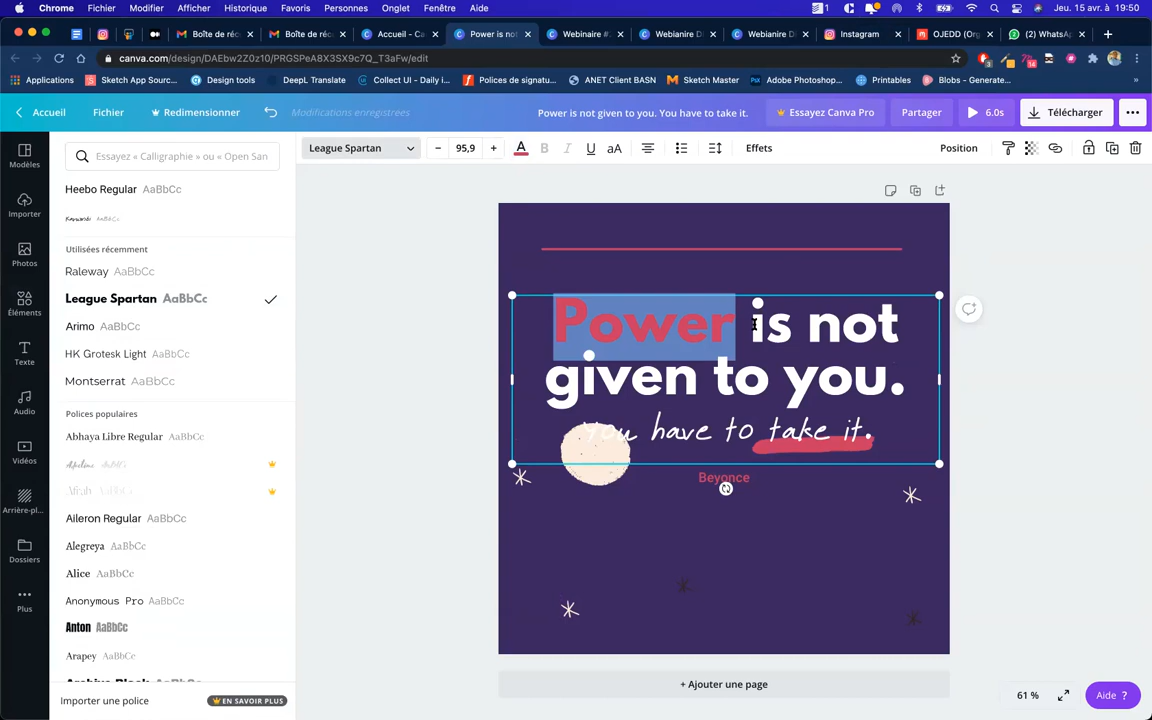 Chrome Fichier Modifier Afficher Historique Favoris Personnes Onglet Fenêtre Aide
1 Jeu. 15 avr. à 19:50
Boîte de réc Boîte de réc Accueil - Ca Power is not Webinaire # Webianire DI Webianire DI Instagram OJEDD (Org (2) WhatsA
canva.com/design/DAEbw2Z0z10/PRGSPeA8X3SX9c7Q_T3aFw/edit
Applications Sketch App Sourc... Design tools DeepL Translate Collect UI - Daily i... Polices de signatu... ANET Client BASN Sketch Master Adobe Photoshop... Printables Blobs - Generate...
Accueil Fichier Redimensionner Modifications enregistrées Power is not given to you. You have to take it. Essayez Canva Pro Partager 6.0s Télécharger
League Spartan 95,9 A B I U aA Effets Position
Essayez « Calligraphie » ou « Open San
Modèles
Importer
Photos
Éléments
Texte
Audio
Vidéos
Arrière-pl...
Dossiers
Plus
Heebo Regular AaBbCc
Utilisées récemment
Raleway AaBbCc
League Spartan AaBbCc
Arimo AaBbCc
HK Grotesk Light AaBbCc
Montserrat AaBbCc
Polices populaires
Abhaya Libre Regular AaBbCc
Aileron Regular AaBbCc
Alegreya AaBbCc
Alice AaBbCc
Anonymous Pro AaBbCc
Anton AaBbCc
Arapey AaBbCc
Importer une police EN SAVOIR PLUS
Power is not
given to you.
you have to take it.
Beyonce
+ Ajouter une page
61 %
Aide ?